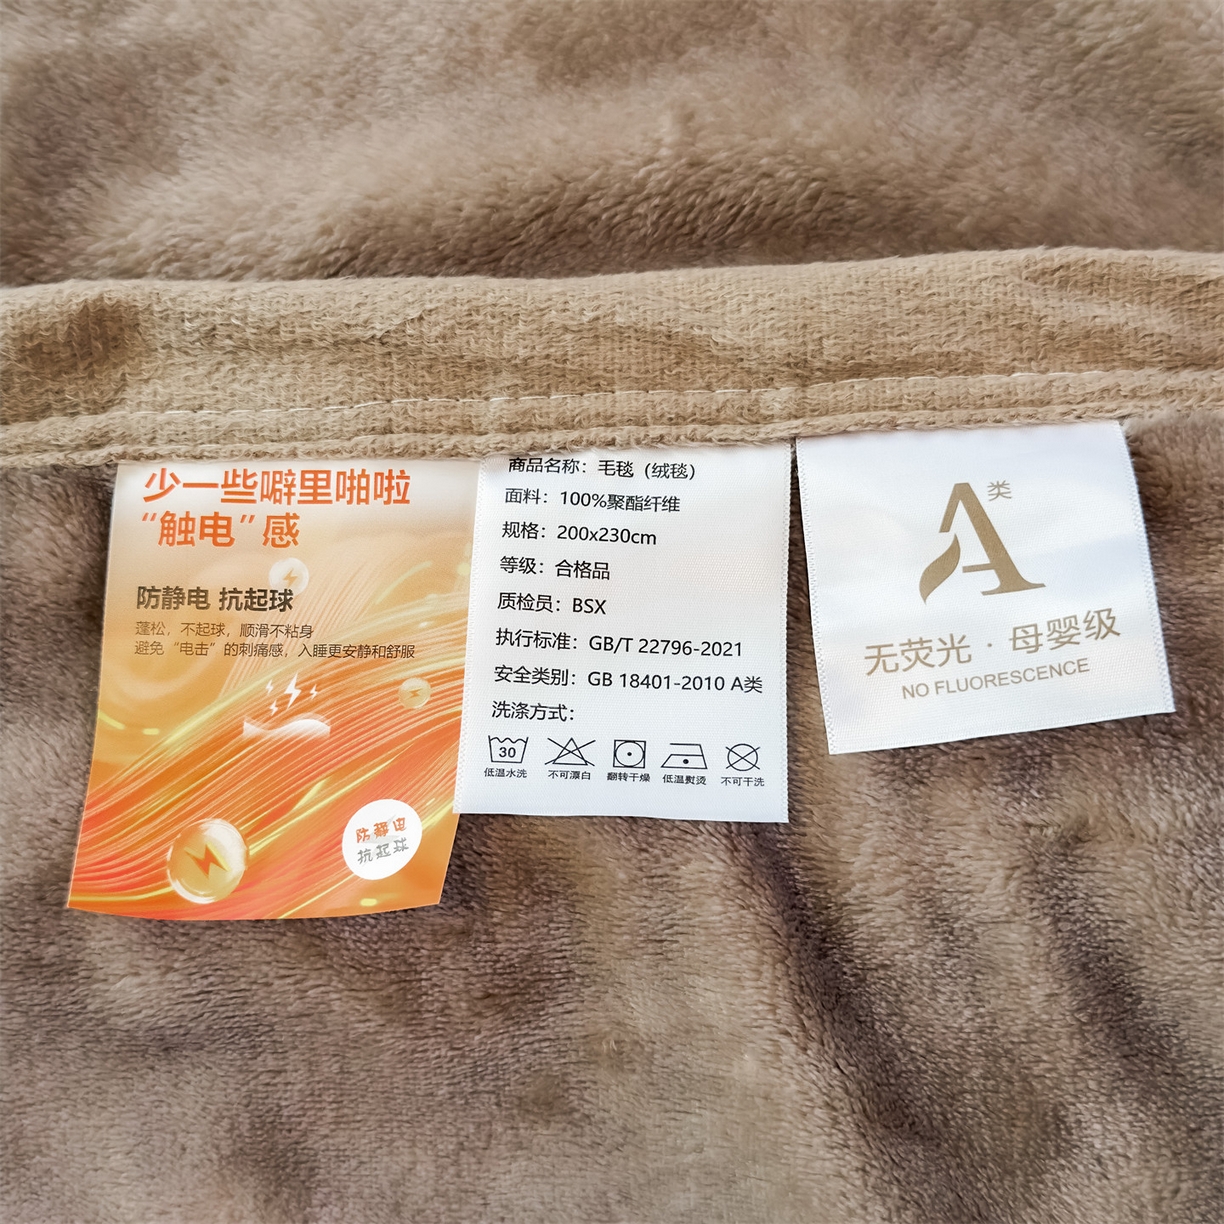 少一些噼里啪啦
“触电”感
防静电 抗起球
蓬松，不起球，顺滑不粘身
避免“电击”的刺痛感，入睡更安静和舒服
防静电
抗起球
商品名称：毛毯（绒毯）
面料：100%聚酯纤维
规格：200x230cm
等级：合格品
质检员：BSX
执行标准：GB/T 22796-2021
安全类别：GB 18401-2010 A类
洗涤方式：
30
低温水洗 不可漂白 翻转干燥 低温熨烫 不可干洗
A类
无荧光·母婴级
NO FLUORESCENCE